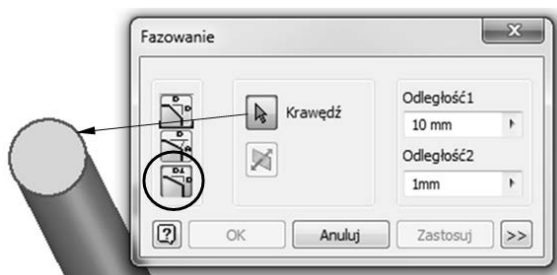 Fazowanie
Krawędź
Odległość1
10 mm
Odległość2
1mm
OK
Anuluj
Zastosuj
>>